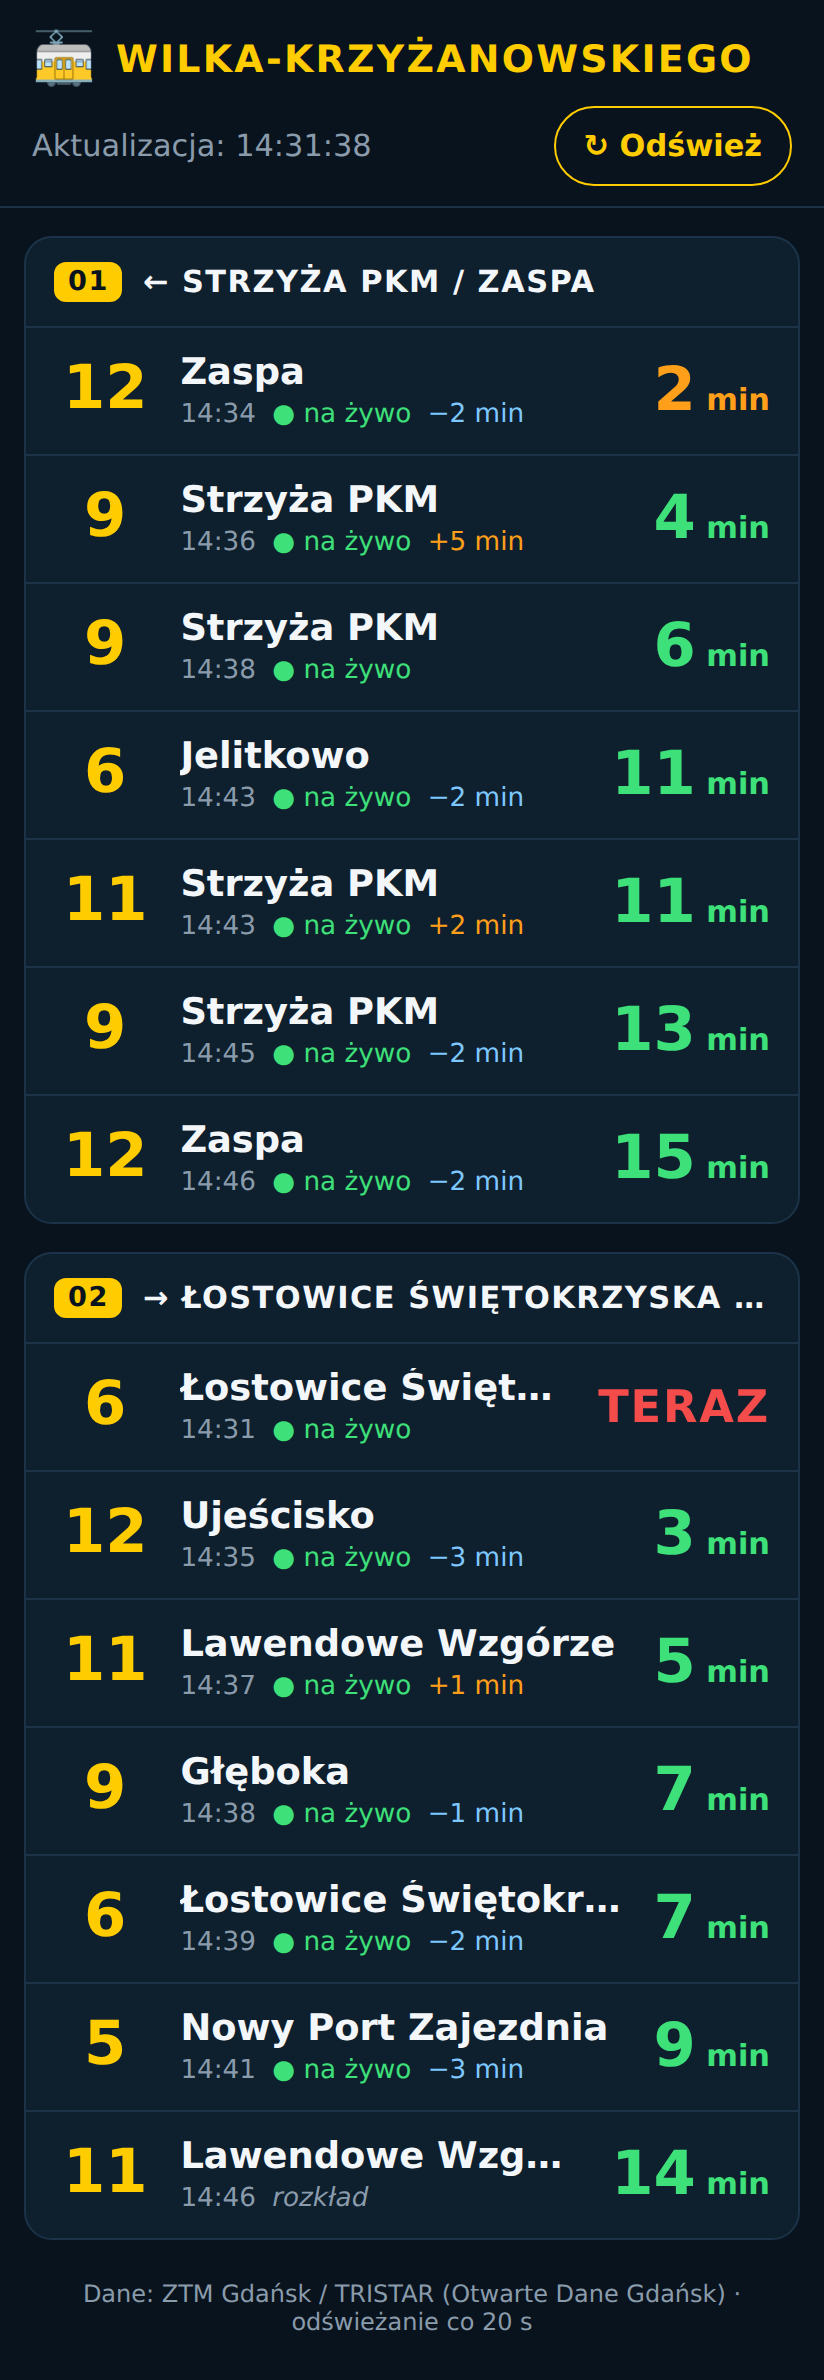 WILKA-KRZYŻANOWSKIEGO
Aktualizacja: 14:31:38
↻ Odśwież
01 ← STRZYŻA PKM / ZASPA
12 Zaspa 2 min
14:34 ● na żywo −2 min
9 Strzyża PKM 4 min
14:36 ● na żywo +5 min
9 Strzyża PKM 6 min
14:38 ● na żywo
6 Jelitkowo 11 min
14:43 ● na żywo −2 min
11 Strzyża PKM 11 min
14:43 ● na żywo +2 min
9 Strzyża PKM 13 min
14:45 ● na żywo −2 min
12 Zaspa 15 min
14:46 ● na żywo −2 min
02 → ŁOSTOWICE ŚWIĘTOKRZYSKA …
6 Łostowice Święt… TERAZ
14:31 ● na żywo
12 Ujeścisko 3 min
14:35 ● na żywo −3 min
11 Lawendowe Wzgórze 5 min
14:37 ● na żywo +1 min
9 Głęboka 7 min
14:38 ● na żywo −1 min
6 Łostowice Świętokr… 7 min
14:39 ● na żywo −2 min
5 Nowy Port Zajezdnia 9 min
14:41 ● na żywo −3 min
11 Lawendowe Wzg… 14 min
14:46 rozkład
Dane: ZTM Gdańsk / TRISTAR (Otwarte Dane Gdańsk) ·
odświeżanie co 20 s